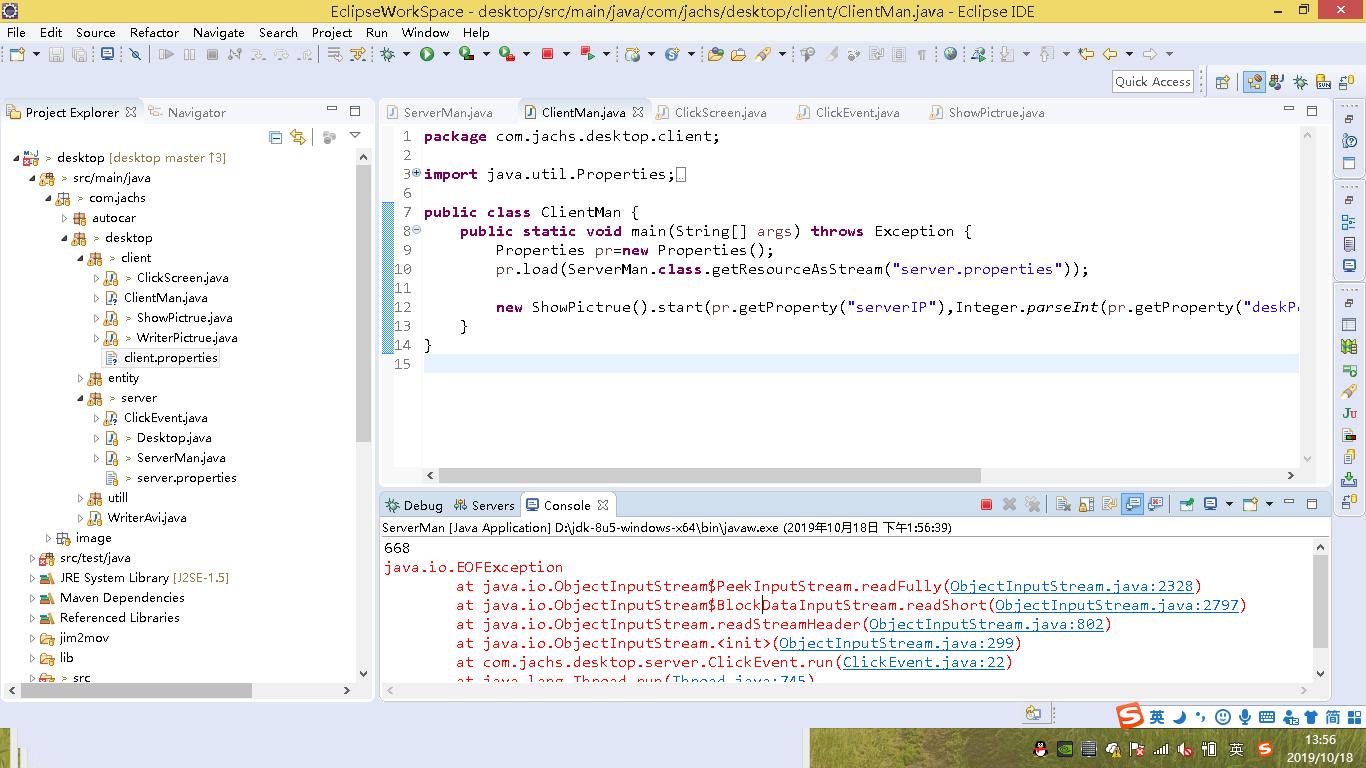 EclipseWorkSpace - desktop/src/main/java/com/jachs/desktop/client/ClientMan.java - Eclipse IDE
File Edit Source Refactor Navigate Search Project Run Window Help
Quick Access
Project Explorer Navigator
> desktop [desktop master ↑3]
> src/main/java
> com.jachs
autocar
> desktop
> client
> ClickScreen.java
ClientMan.java
> ShowPictrue.java
> WriterPictrue.java
client.properties
entity
> server
ClickEvent.java
> Desktop.java
> ServerMan.java
> server.properties
utill
WriterAvi.java
image
src/test/java
JRE System Library [J2SE-1.5]
Maven Dependencies
Referenced Libraries
jim2mov
lib
> src
ServerMan.java ClientMan.java ClickScreen.java ClickEvent.java ShowPictrue.java
1 package com.jachs.desktop.client;
2
3 import java.util.Properties;
6
7 public class ClientMan {
8 public static void main(String[] args) throws Exception {
9 Properties pr=new Properties();
10 pr.load(ServerMan.class.getResourceAsStream("server.properties"));
11
12 new ShowPictrue().start(pr.getProperty("serverIP"),Integer.parseInt(pr.getProperty("deskP
13 }
14 }
15
Debug Servers Console
ServerMan [Java Application] D:\jdk-8u5-windows-x64\bin\javaw.exe (2019年10月18日 下午1:56:39)
668
java.io.EOFException
at java.io.ObjectInputStream$PeekInputStream.readFully(ObjectInputStream.java:2328)
at java.io.ObjectInputStream$BlockDataInputStream.readShort(ObjectInputStream.java:2797)
at java.io.ObjectInputStream.readStreamHeader(ObjectInputStream.java:802)
at java.io.ObjectInputStream.<init>(ObjectInputStream.java:299)
at com.jachs.desktop.server.ClickEvent.run(ClickEvent.java:22)
at java.lang.Thread.run(Thread.java:745)
英 简
英
13:56
2019/10/18